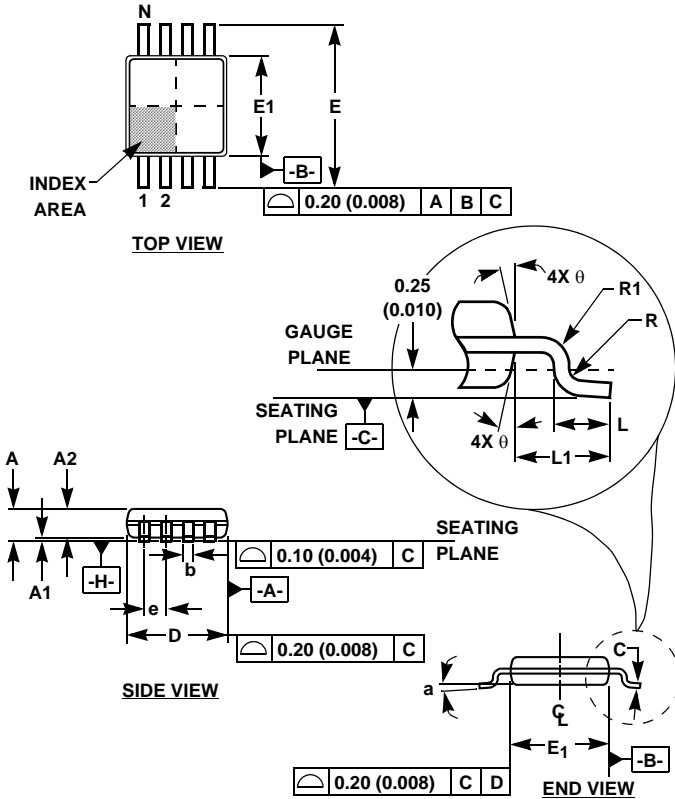 N
E1
E
-B-
INDEX
AREA
1 2
0.20 (0.008) A B C
TOP VIEW
0.25
(0.010)
4X θ
R1
R
GAUGE
PLANE
SEATING
PLANE -C-
4X θ
L
L1
A A2
SEATING
PLANE
A1
-H-
b
0.10 (0.004) C
-A-
e
D
0.20 (0.008) C
SIDE VIEW
C
a
CL
E1
-B-
0.20 (0.008) C D
END VIEW